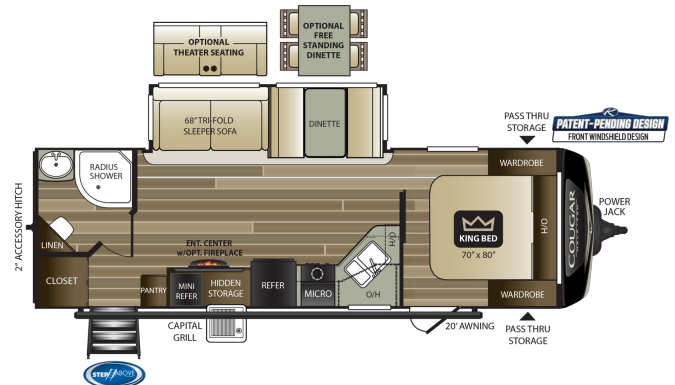 OPTIONAL
THEATER SEATING
OPTIONAL
FREE
STANDING
DINETTE
68" TRI-FOLD
SLEEPER SOFA
DINETTE
PASS THRU
STORAGE
PATENT-PENDING DESIGN
FRONT WINDSHIELD DESIGN
RADIUS
SHOWER
WARDROBE
2" ACCESSORY HITCH
LINEN
CLOSET
ENT. CENTER
w/OPT. FIREPLACE
H/O
KING BED
70" x 80"
H/O
COUGAR
POWER
JACK
PANTRY
MINI
REFER
HIDDEN
STORAGE
REFER
MICRO
O/H
WARDROBE
CAPITAL
GRILL
20' AWNING
PASS THRU
STORAGE
STEP ABOVE